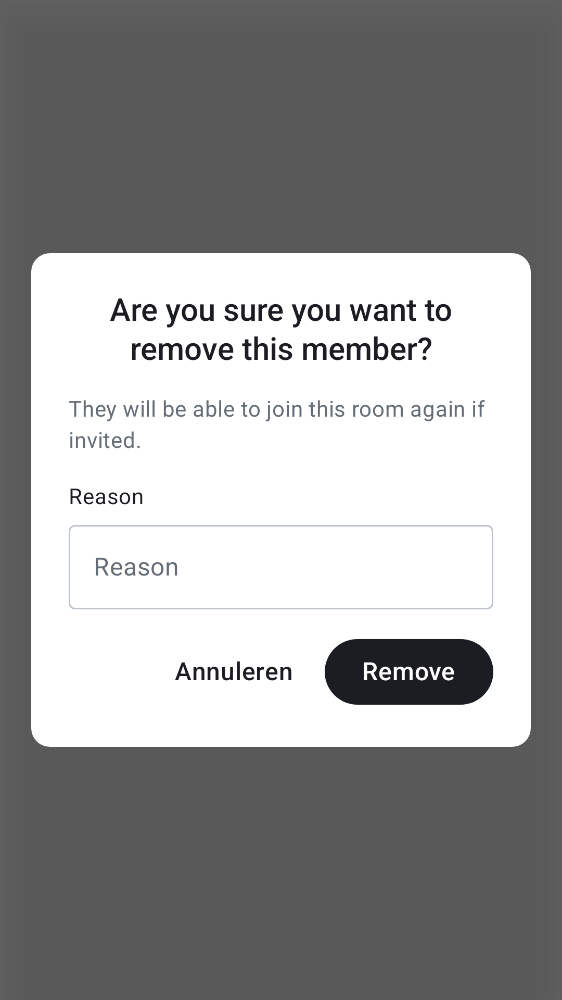 Are you sure you want to
remove this member?
They will be able to join this room again if
invited.
Reason
Reason
Annuleren
Remove